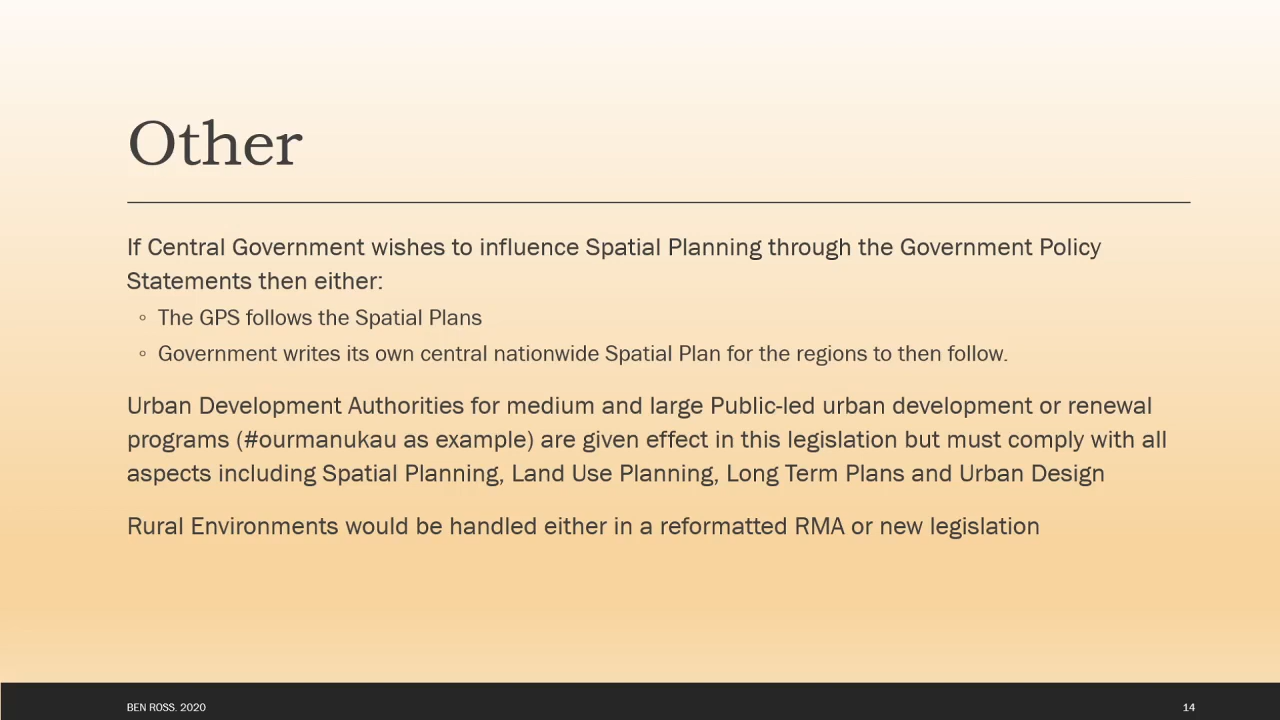 Other
If Central Government wishes to influence Spatial Planning through the Government Policy
Statements then either:
◦ The GPS follows the Spatial Plans
◦ Government writes its own central nationwide Spatial Plan for the regions to then follow.
Urban Development Authorities for medium and large Public-led urban development or renewal
programs (#ourmanukau as example) are given effect in this legislation but must comply with all
aspects including Spatial Planning, Land Use Planning, Long Term Plans and Urban Design
Rural Environments would be handled either in a reformatted RMA or new legislation
BEN ROSS. 2020
14